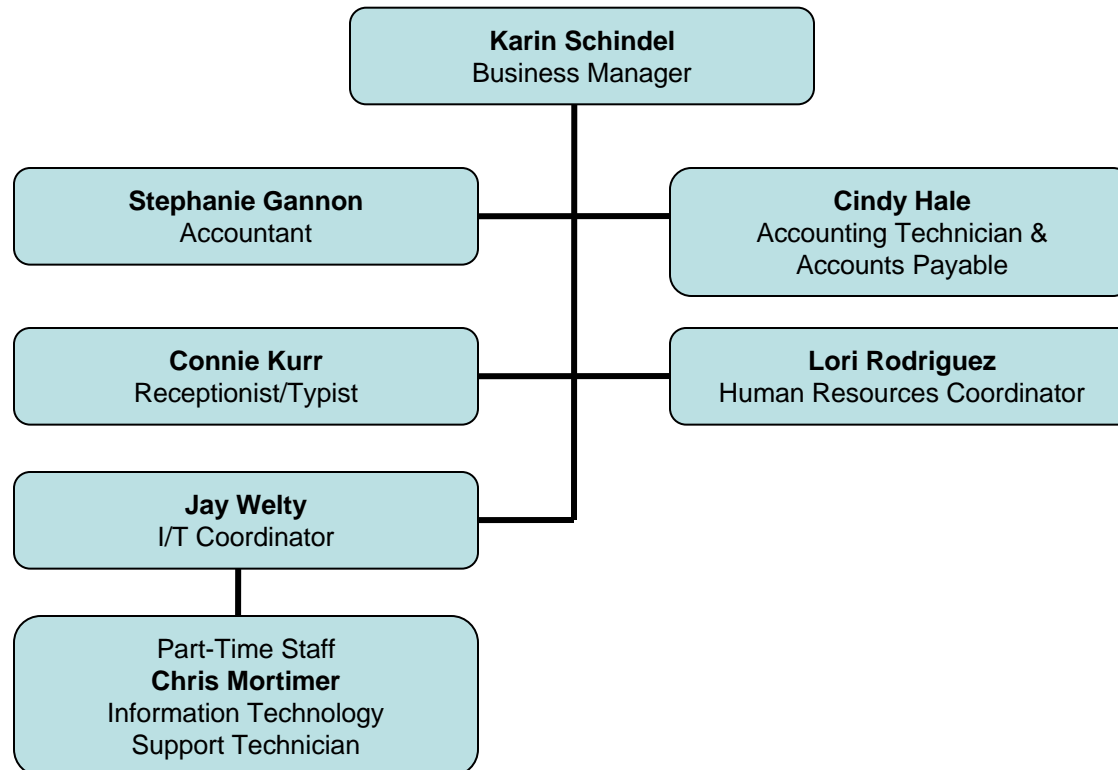 Karin Schindel
Business Manager
Stephanie Gannon
Accountant
Cindy Hale
Accounting Technician &
Accounts Payable
Connie Kurr
Receptionist/Typist
Lori Rodriguez
Human Resources Coordinator
Jay Welty
I/T Coordinator
Part-Time Staff
Chris Mortimer
Information Technology
Support Technician